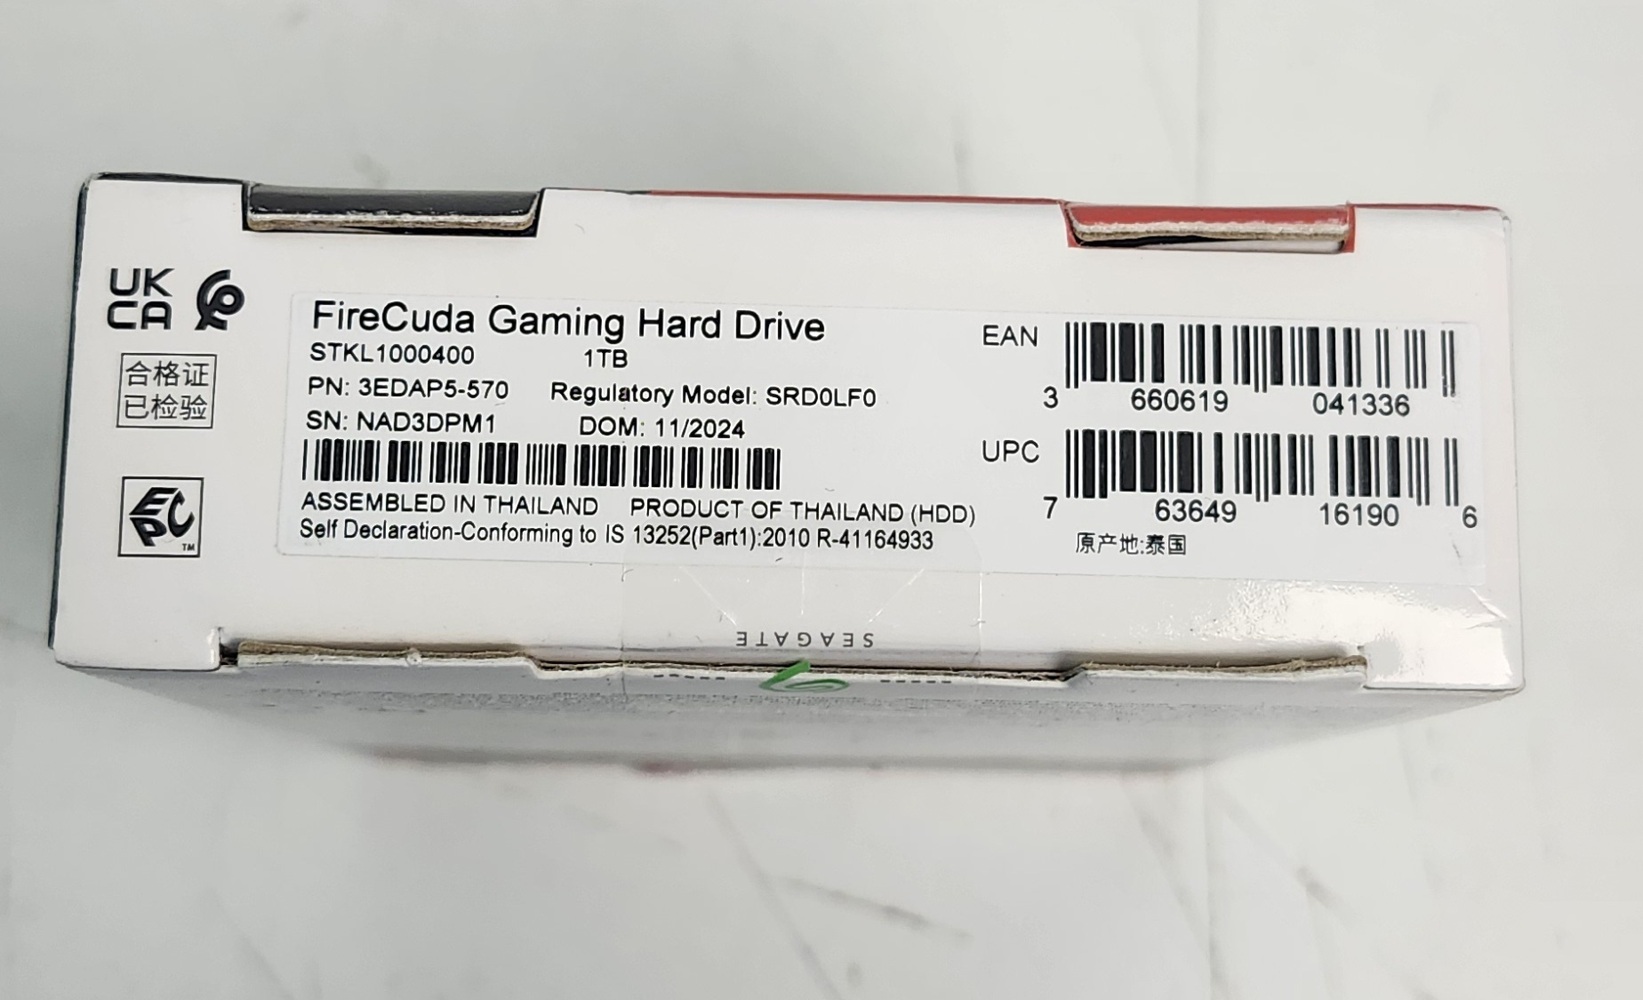 UK
CA
合格证
已检验
EPC
TM
FireCuda Gaming Hard Drive
STKL1000400 1TB
PN: 3EDAP5-570 Regulatory Model: SRD0LF0
SN: NAD3DPM1 DOM: 11/2024
ASSEMBLED IN THAILAND PRODUCT OF THAILAND (HDD)
Self Declaration-Conforming to IS 13252(Part1):2010 R-41164933
EAN
3 660619 041336
UPC
7 63649 16190 6
原产地:泰国
SEAGATE